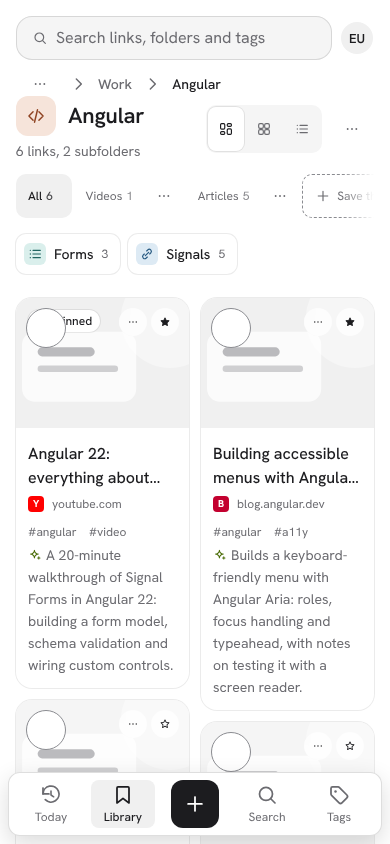 Search links, folders and tags
EU
... Work Angular
Angular
6 links, 2 subfolders
All 6
Videos 1
Articles 5
Save
Forms 3
Signals 5
Angular 22:
everything about...
Y youtube.com
#angular #video
A 20-minute
walkthrough of Signal
Forms in Angular 22:
building a form model,
schema validation and
wiring custom controls.
Building accessible
menus with Angula...
B blog.angular.dev
#angular #a11y
Builds a keyboard-
friendly menu with
Angular Aria: roles,
focus handling and
typeahead, with notes
on testing it with a
screen reader.
Today
Library
Search
Tags